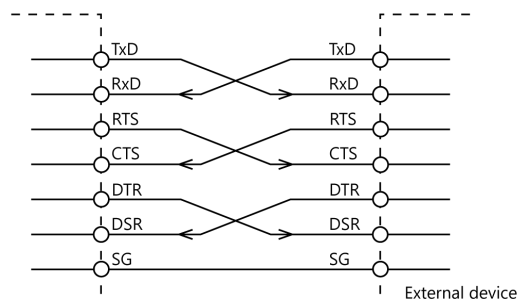 TxD TxD
RxD RxD
RTS RTS
CTS CTS
DTR DTR
DSR DSR
SG SG
External device